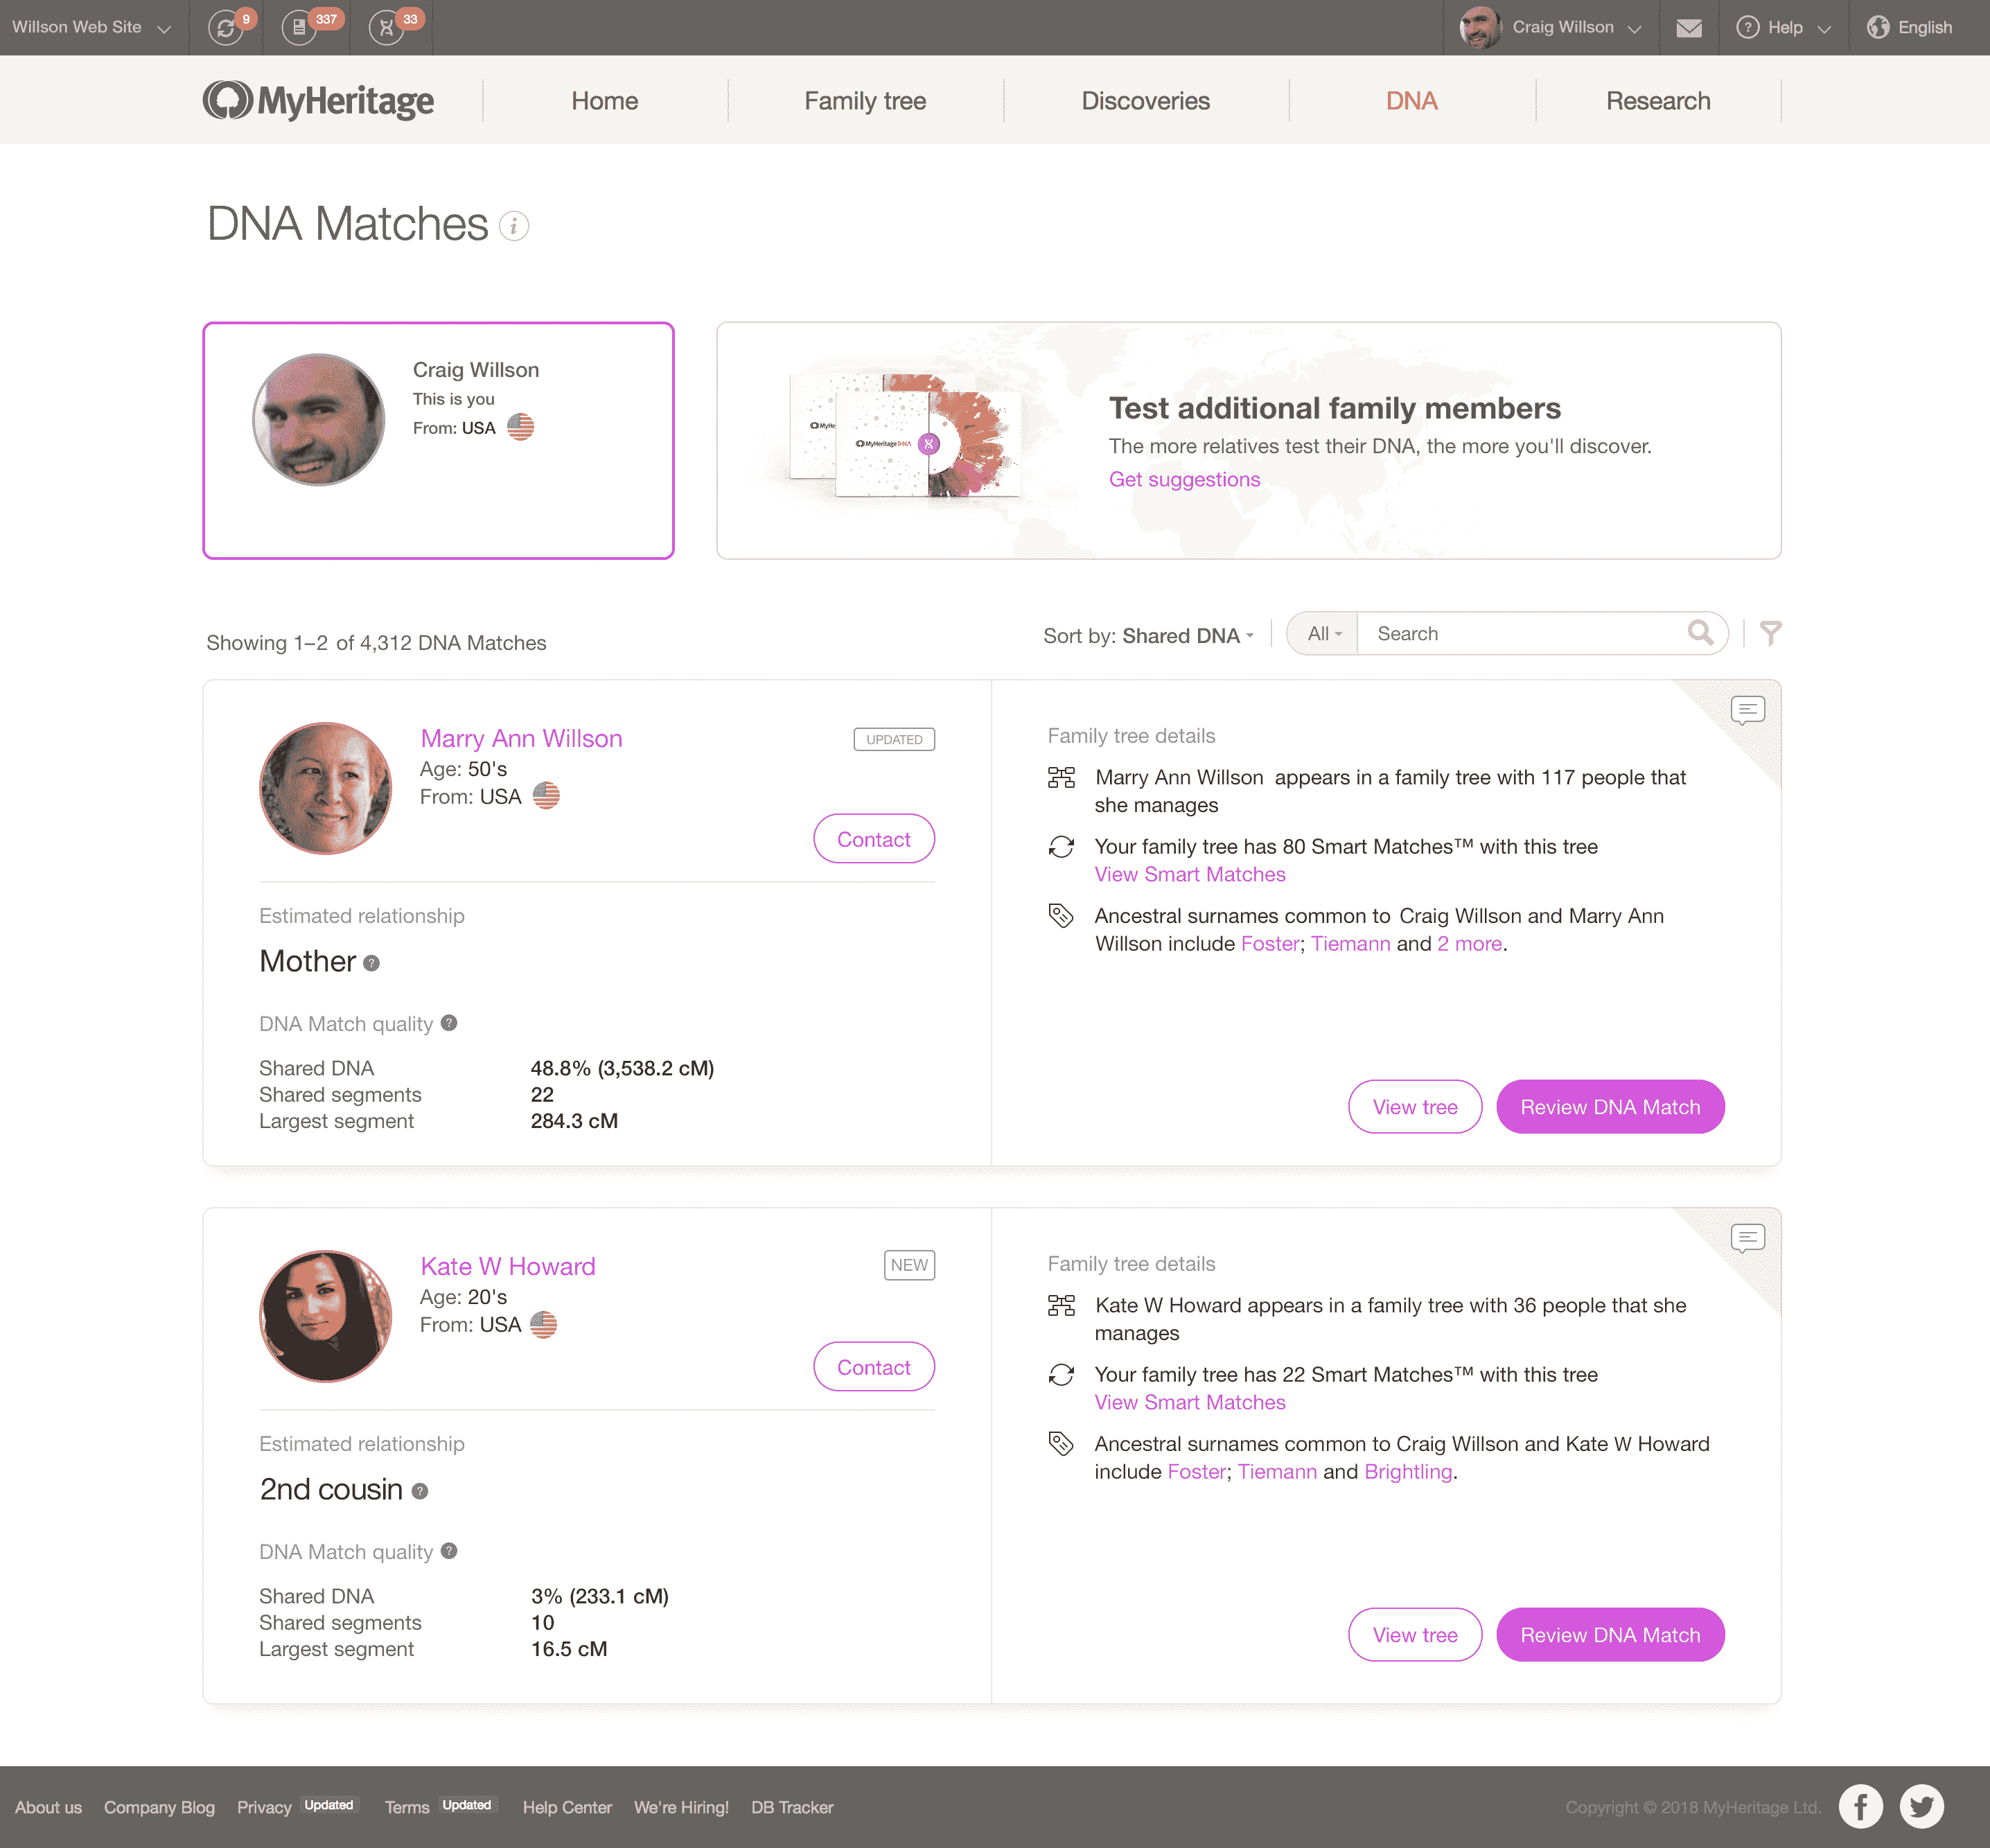 Willson Web Site
9
337
33
Craig Willson
? Help
English
MyHeritage
Home
Family tree
Discoveries
DNA
Research
DNA Matches i
Craig Willson
This is you
From: USA
MyHe
MyHeritage DNA
Test additional family members
The more relatives test their DNA, the more you'll discover.
Get suggestions
Showing 1–2 of 4,312 DNA Matches
Sort by: Shared DNA
All
Search
Marry Ann Willson
Age: 50's
From: USA
UPDATED
Contact
Estimated relationship
Mother ?
DNA Match quality ?
Shared DNA 48.8% (3,538.2 cM)
Shared segments 22
Largest segment 284.3 cM
Family tree details
Marry Ann Willson appears in a family tree with 117 people that
she manages
Your family tree has 80 Smart Matches™ with this tree
View Smart Matches
Ancestral surnames common to Craig Willson and Marry Ann
Willson include Foster; Tiemann and 2 more.
View tree
Review DNA Match
Kate W Howard
Age: 20's
From: USA
NEW
Contact
Estimated relationship
2nd cousin ?
DNA Match quality ?
Shared DNA 3% (233.1 cM)
Shared segments 10
Largest segment 16.5 cM
Family tree details
Kate W Howard appears in a family tree with 36 people that she
manages
Your family tree has 22 Smart Matches™ with this tree
View Smart Matches
Ancestral surnames common to Craig Willson and Kate W Howard
include Foster; Tiemann and Brightling.
View tree
Review DNA Match
About us
Company Blog
Privacy Updated
Terms Updated
Help Center
We're Hiring!
DB Tracker
Copyright © 2018 MyHeritage Ltd.